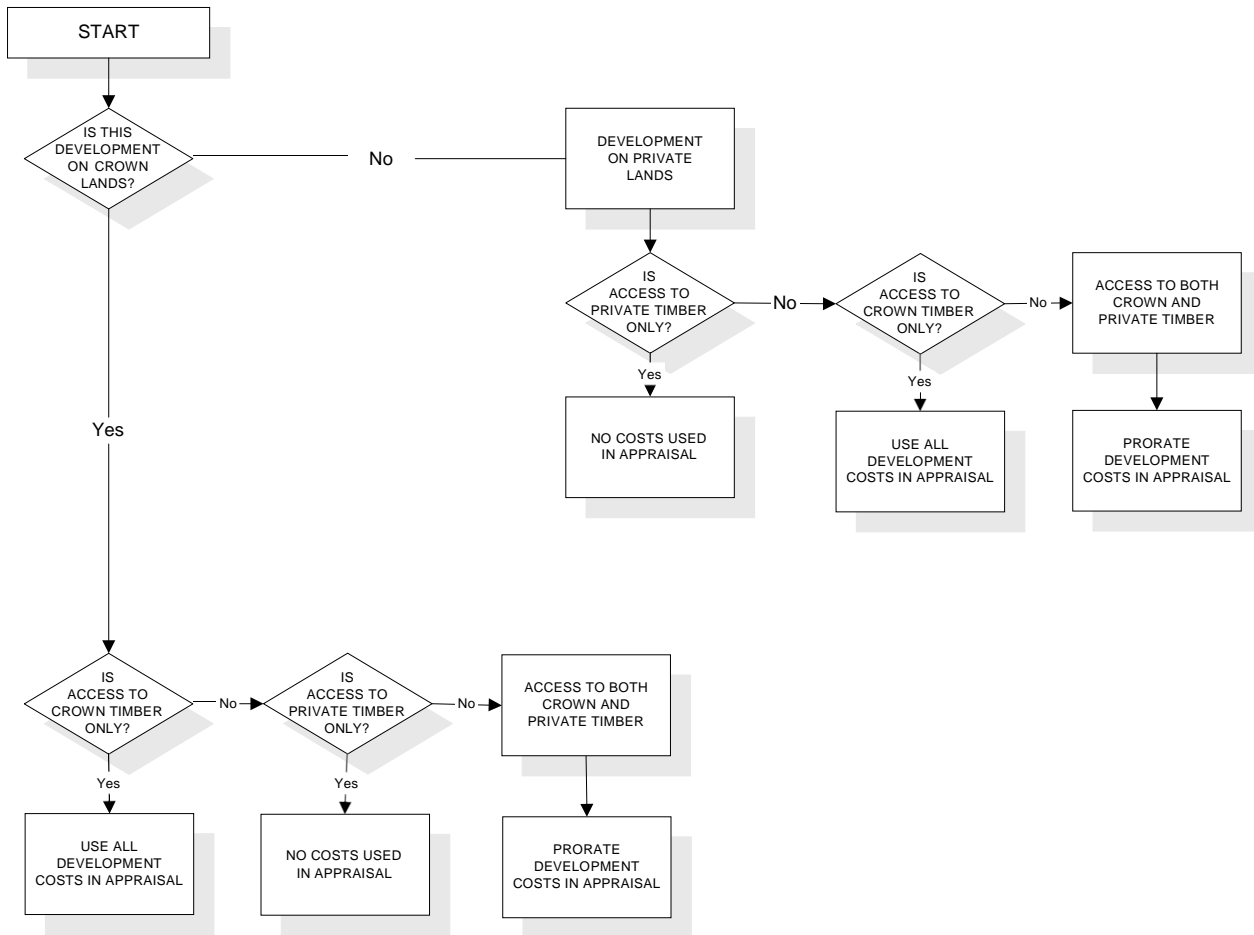 START
IS THIS
DEVELOPMENT
ON CROWN
LANDS?
No
DEVELOPMENT
ON PRIVATE
LANDS
IS
ACCESS TO
PRIVATE TIMBER
ONLY?
No
IS
ACCESS TO
CROWN TIMBER
ONLY?
No
ACCESS TO BOTH
CROWN AND
PRIVATE TIMBER
Yes
NO COSTS USED
IN APPRAISAL
Yes
USE ALL
DEVELOPMENT
COSTS IN APPRAISAL
PRORATE
DEVELOPMENT
COSTS IN APPRAISAL
Yes
IS
ACCESS TO
CROWN TIMBER
ONLY?
No
IS
ACCESS TO
PRIVATE TIMBER
ONLY?
No
ACCESS TO BOTH
CROWN AND
PRIVATE TIMBER
Yes
USE ALL
DEVELOPMENT
COSTS IN APPRAISAL
Yes
NO COSTS USED
IN APPRAISAL
PRORATE
DEVELOPMENT
COSTS IN APPRAISAL